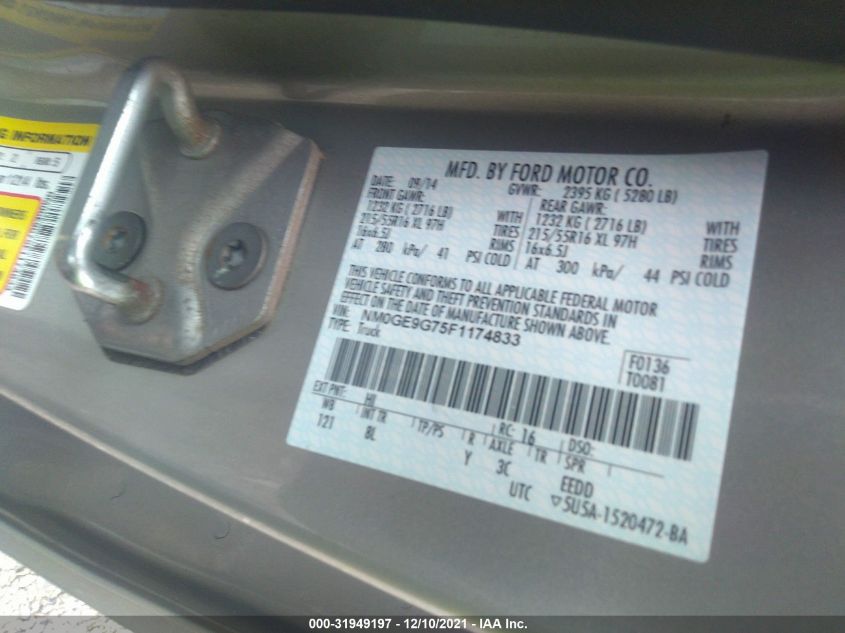 NG INFORMATION
MFD. BY FORD MOTOR CO.
DATE: 09/14 GVWR: 2395 KG ( 5280 LB)
FRONT GAWR: REAR GAWR:
1232 KG ( 2716 LB) WITH 1232 KG ( 2716 LB) WITH
215/55R16 XL 97H TIRES 215/55R16 XL 97H TIRES
16x6.5J RIMS 16x6.5J RIMS
AT 280 kPa/ 41 PSI COLD AT 300 kPa/ 44 PSI COLD
THIS VEHICLE CONFORMS TO ALL APPLICABLE FEDERAL MOTOR
VEHICLE SAFETY AND THEFT PREVENTION STANDARDS IN
EFFECT ON THE DATE OF MANUFACTURE SHOWN ABOVE.
VIN: NM0GE9G75F1174833
TYPE: Truck
F0136
T0081
EXT PNT: HI RC: 16 DSO:
WB INT TR TP/PS R AXLE TR SPR
121 BL Y 3C EEDD
UTC ▽5U5A-1520472-BA
000-31949197 - 12/10/2021 - IAA Inc.